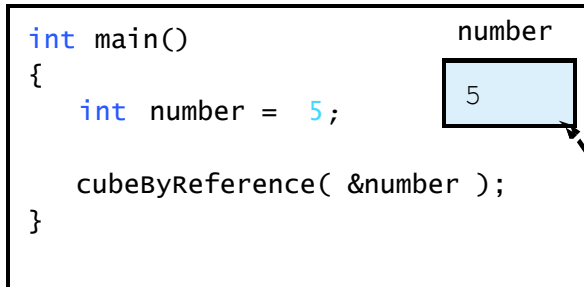 int main()
number
{
5
int number = 5;
cubeByReference( &number );
}